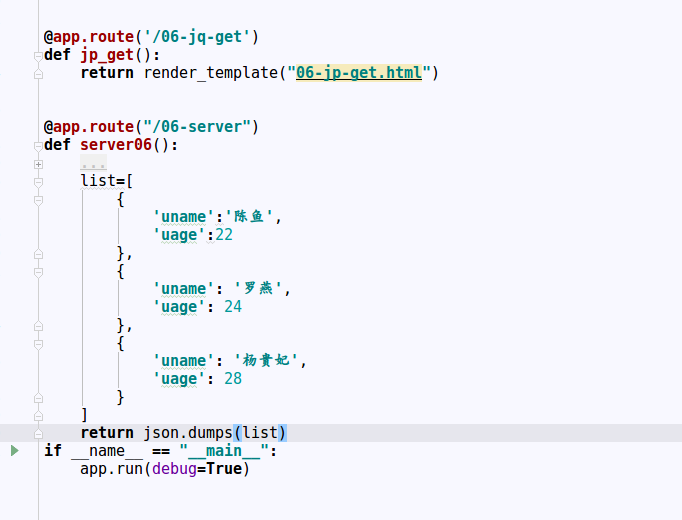 @app.route('/06-jq-get')
def jp_get():
    return render_template("06-jp-get.html")
@app.route("/06-server")
def server06():
    ...
    list=[
        {
            'uname':'陈鱼',
            'uage':22
        },
        {
            'uname': '罗燕',
            'uage': 24
        },
        {
            'uname': '杨贵妃',
            'uage': 28
        }
    ]
    return json.dumps(list)
if __name__ == "__main__":
    app.run(debug=True)